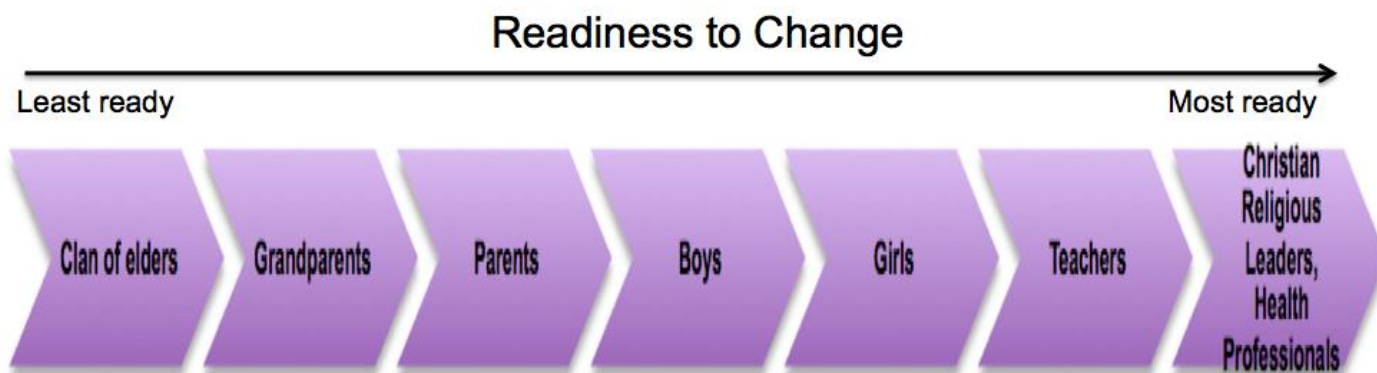 Readiness to Change
Least ready
Most ready
Clan of elders
Grandparents
Parents
Boys
Girls
Teachers
Christian
Religious
Leaders,
Health
Professionals